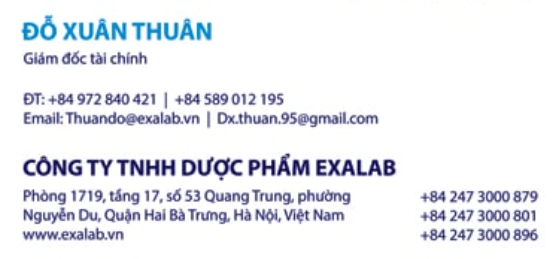 ĐỖ XUÂN THUÂN
Giám đốc tài chính
ĐT: +84 972 840 421 | +84 589 012 195
Email: Thuando@exalab.vn | Dx.thuan.95@gmail.com
CÔNG TY TNHH DƯỢC PHẨM EXALAB
Phòng 1719, tầng 17, số 53 Quang Trung, phường +84 247 3000 879
Nguyễn Du, Quận Hai Bà Trưng, Hà Nội, Việt Nam +84 247 3000 801
www.exalab.vn +84 247 3000 896